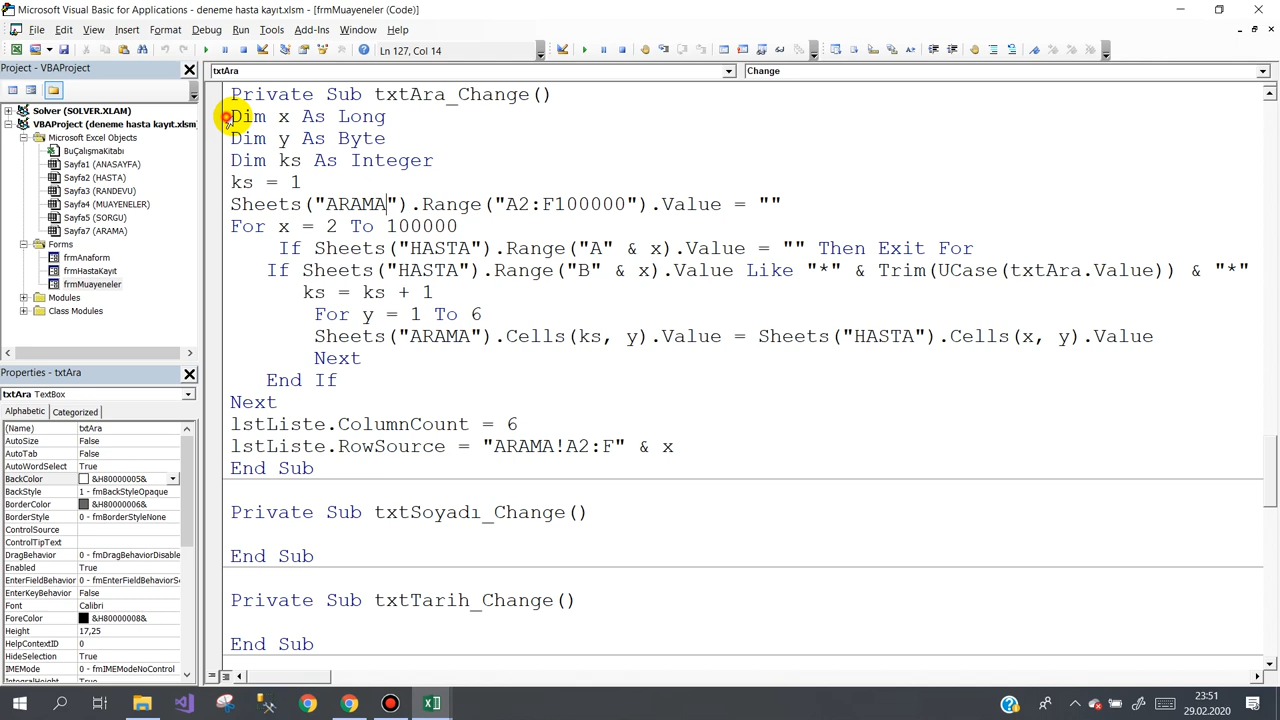 Microsoft Visual Basic for Applications - deneme hasta kayıt.xlsm - [frmMuayeneler (Code)]
File Edit View Insert Format Debug Run Tools Add-Ins Window Help
Ln 127, Col 14
Project - VBAProject
txtAra
Change
Solver (SOLVER.XLAM)
VBAProject (deneme hasta kayıt.xlsm)
Microsoft Excel Objects
BuÇalışmaKitabı
Sayfa1 (ANASAYFA)
Sayfa2 (HASTA)
Sayfa3 (RANDEVU)
Sayfa4 (MUAYENELER)
Sayfa5 (SORGU)
Sayfa7 (ARAMA)
Forms
frmAnaform
frmHastaKayıt
frmMuayeneler
Modules
Class Modules
Properties - txtAra
txtAra TextBox
Alphabetic Categorized
(Name) txtAra
AutoSize False
AutoTab False
AutoWordSelect True
BackColor &H80000005&
BackStyle 1 - fmBackStyleOpaque
BorderColor &H80000006&
BorderStyle 0 - fmBorderStyleNone
ControlSource
ControlTipText
DragBehavior 0 - fmDragBehaviorDisable
Enabled True
EnterFieldBehavior 0 - fmEnterFieldBehaviorSe
EnterKeyBehavior False
Font Calibri
ForeColor &H80000008&
Height 17,25
HelpContextID 0
HideSelection True
IMEMode 0 - fmIMEModeNoControl
IntegralHeight True
Private Sub txtAra_Change()
Dim x As Long
Dim y As Byte
Dim ks As Integer
ks = 1
Sheets("ARAMA").Range("A2:F100000").Value = ""
For x = 2 To 100000
If Sheets("HASTA").Range("A" & x).Value = "" Then Exit For
If Sheets("HASTA").Range("B" & x).Value Like "*" & Trim(UCase(txtAra.Value)) & "*"
ks = ks + 1
For y = 1 To 6
Sheets("ARAMA").Cells(ks, y).Value = Sheets("HASTA").Cells(x, y).Value
Next
End If
Next
lstListe.ColumnCount = 6
lstListe.RowSource = "ARAMA!A2:F" & x
End Sub
Private Sub txtSoyadı_Change()
End Sub
Private Sub txtTarih_Change()
End Sub
23:51
29.02.2020